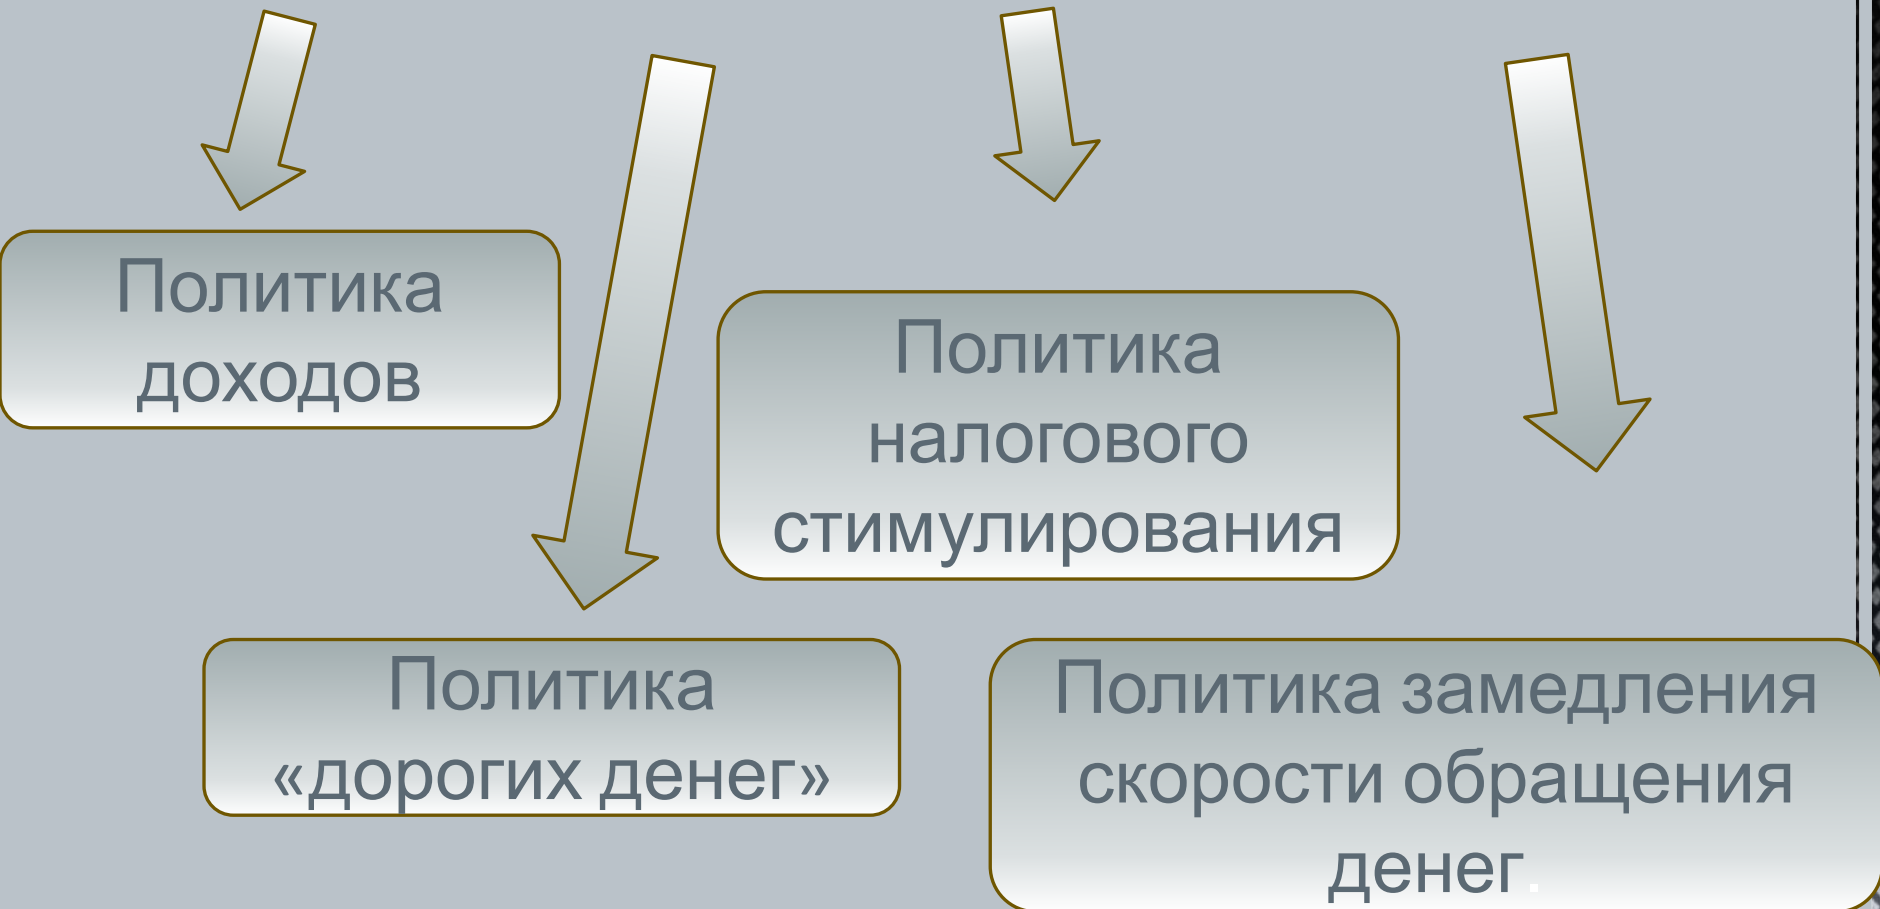 Политика
доходов
Политика
налогового
стимулирования
Политика
«дорогих денег»
Политика замедления
скорости обращения
денег.